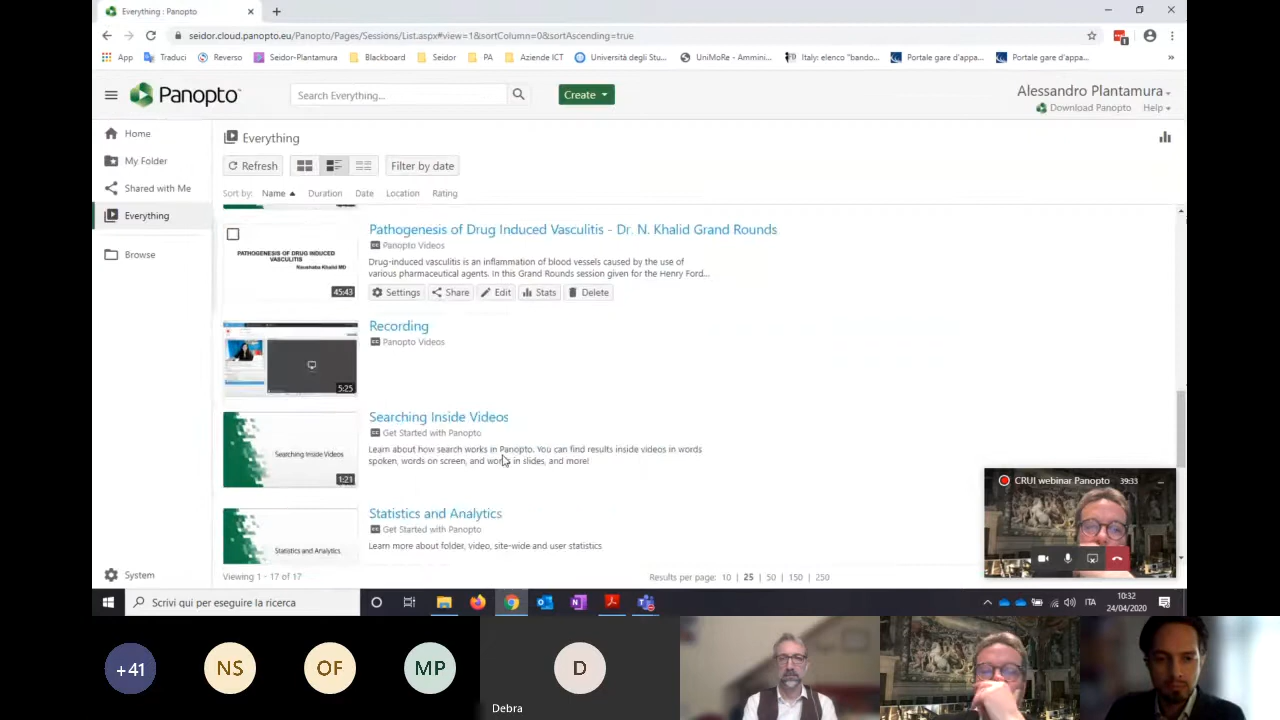 Everything : Panopto
seidor.cloud.panopto.eu/Panopto/Pages/Sessions/List.aspx#view=1&sortColumn=0&sortAscending=true
App Traduci Reverso Seidor-Plantamura Blackboard Seidor PA Aziende ICT Università degli Stu... UniMoRe - Ammini... Italy: elenco "bando... Portale gare d'appa... Portale gare d'appa... »
Panopto
Search Everything...
Create
Alessandro Plantamura
Download Panopto Help
Home
My Folder
Shared with Me
Everything
Browse
System
Everything
Refresh Filter by date
Sort by: Name Duration Date Location Rating
PATHOGENESIS OF DRUG INDUCED
VASCULITIS
Naushaba Khalid MD
45:43
Pathogenesis of Drug Induced Vasculitis - Dr. N. Khalid Grand Rounds
Panopto Videos
Drug-induced vasculitis is an inflammation of blood vessels caused by the use of
various pharmaceutical agents. In this Grand Rounds session given for the Henry Ford...
Settings Share Edit Stats Delete
5:25
Recording
Panopto Videos
Searching Inside Videos
1:21
Searching Inside Videos
Get Started with Panopto
Learn about how search works in Panopto. You can find results inside videos in words
spoken, words on screen, and words in slides, and more!
Statistics and Analytics
Statistics and Analytics
Get Started with Panopto
Learn more about folder, video, site-wide and user statistics
Viewing 1 - 17 of 17
Results per page: 10 | 25 | 50 | 150 | 250
CRUI webinar Panopto 39:33
Scrivi qui per eseguire la ricerca
ITA
10:32
24/04/2020
+41
NS
OF
MP
D
Debra